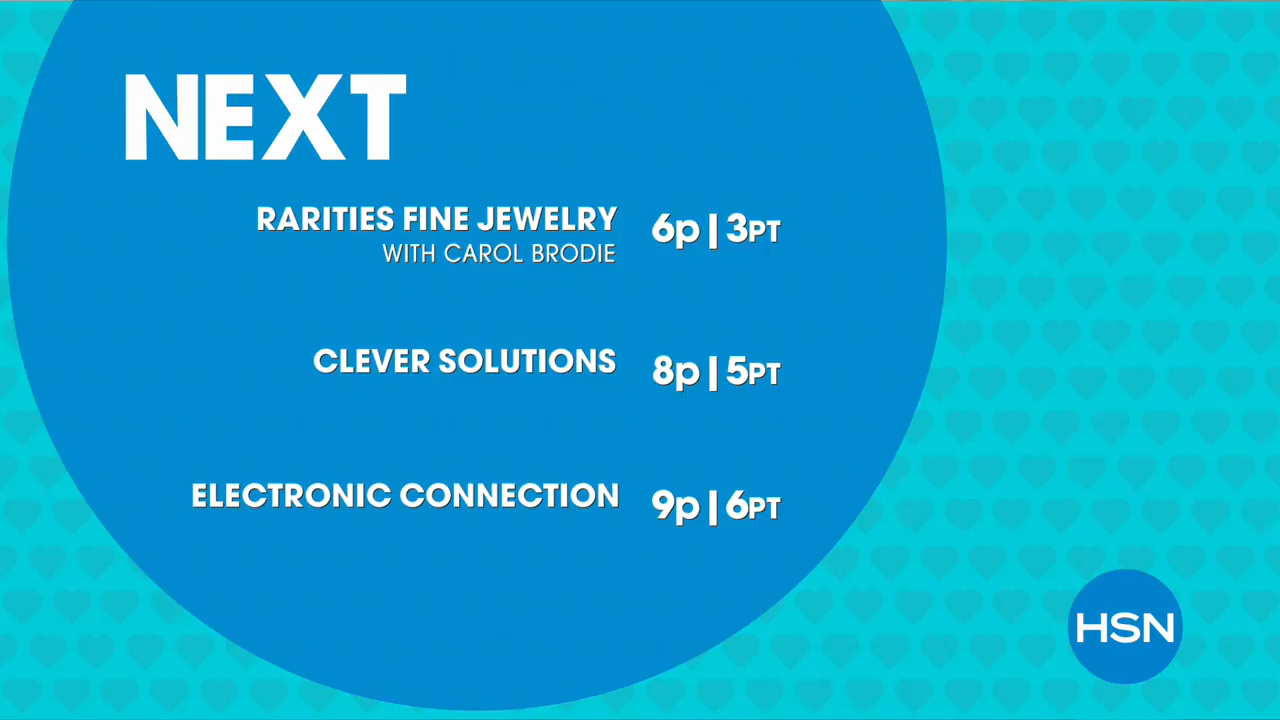 NEXT
RARITIES FINE JEWELRY 6p | 3PT
WITH CAROL BRODIE
CLEVER SOLUTIONS 8p | 5PT
ELECTRONIC CONNECTION 9p | 6PT
HSN